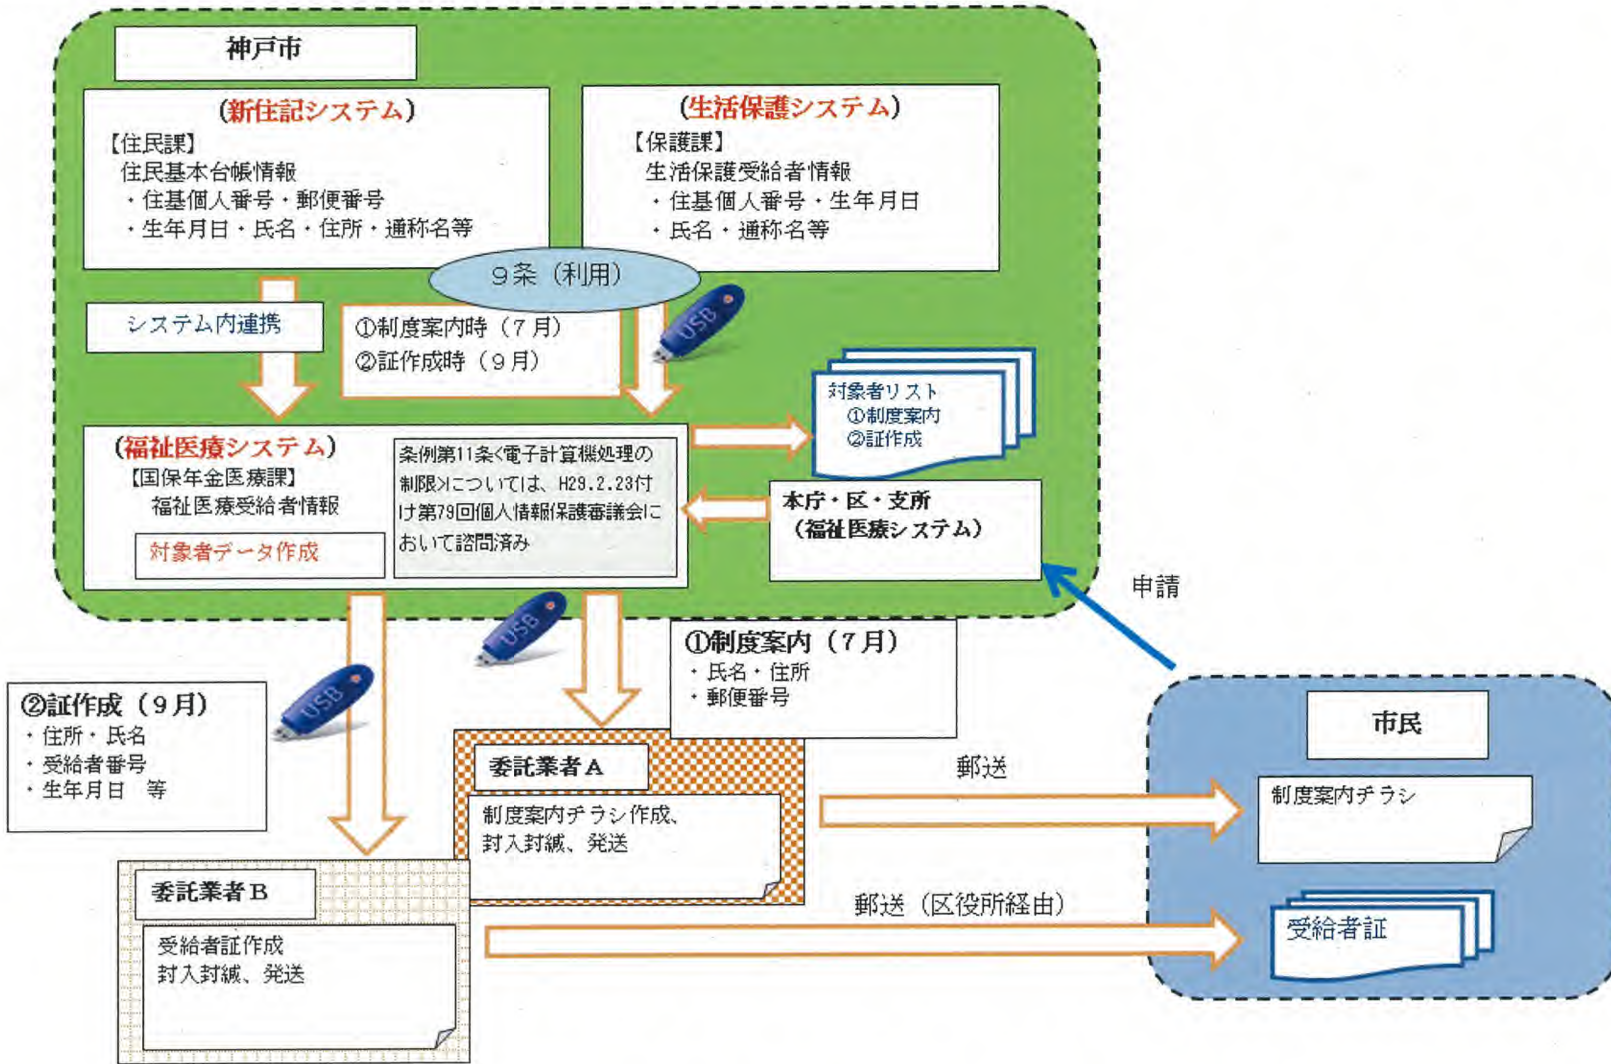 神戸市
(新住記システム)
【住民課】
住民基本台帳情報
・住基個人番号・郵便番号
・生年月日・氏名・住所・通称名等
(生活保護システム)
【保護課】
生活保護受給者情報
・住基個人番号・生年月日
・氏名・通称名等
9条（利用）
システム内連携
①制度案内時（7月）
②証作成時（9月）
USB
対象者リスト
①制度案内
②証作成
(福祉医療システム)
【国保年金医療課】
福祉医療受給者情報
対象者データ作成
条例第11条<電子計算機処理の
制限>については、H29.2.23付
け第79回個人情報保護審議会に
おいて諮問済み
本庁・区・支所
（福祉医療システム）
申請
USB
①制度案内（7月）
・氏名・住所
・郵便番号
USB
②証作成（9月）
・住所・氏名
・受給者番号
・生年月日　等
委託業者A
制度案内チラシ作成、
封入封緘、発送
郵送
市民
制度案内チラシ
委託業者B
受給者証作成
封入封緘、発送
郵送（区役所経由）
受給者証